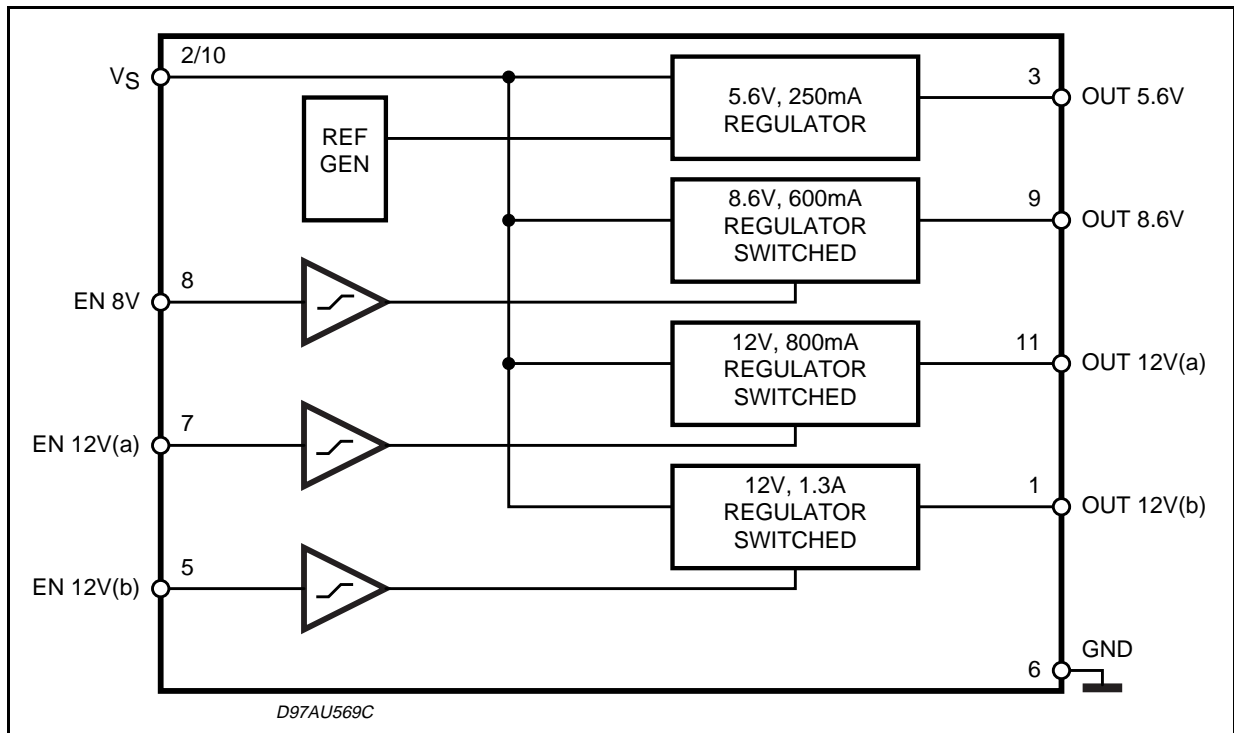 2/10
VS
5.6V, 250mA
REGULATOR
3
OUT 5.6V
REF
GEN
8.6V, 600mA
REGULATOR
SWITCHED
9
OUT 8.6V
8
EN 8V
12V, 800mA
REGULATOR
SWITCHED
11
OUT 12V(a)
7
EN 12V(a)
12V, 1.3A
REGULATOR
SWITCHED
1
OUT 12V(b)
5
EN 12V(b)
GND
6
D97AU569C